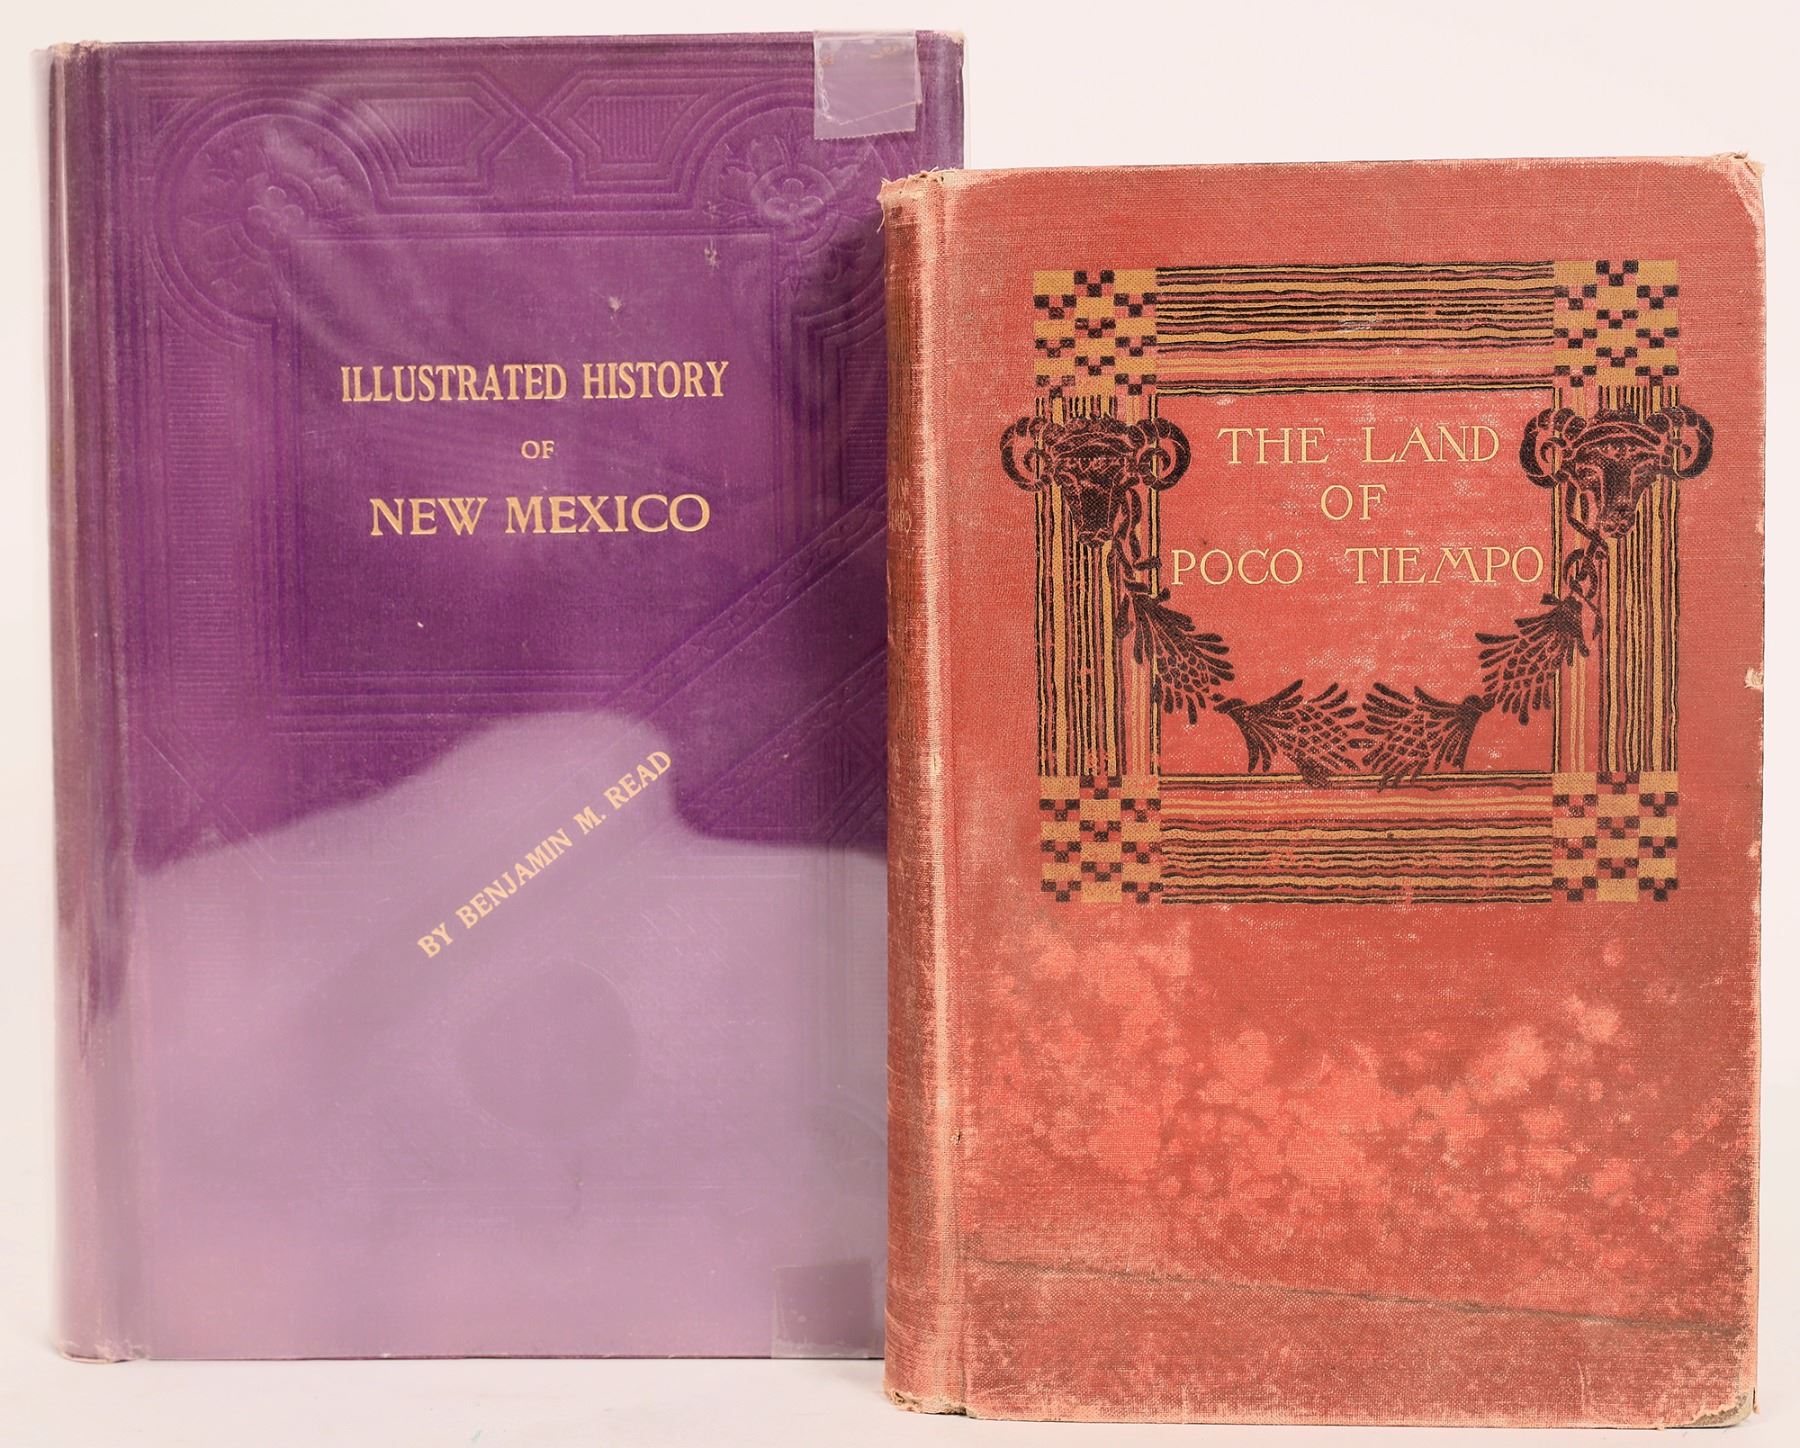 ILLUSTRATED HISTORY
OF
NEW MEXICO
BY BENJAMIN M. READ
THE LAND
OF
POCO TIEMPO